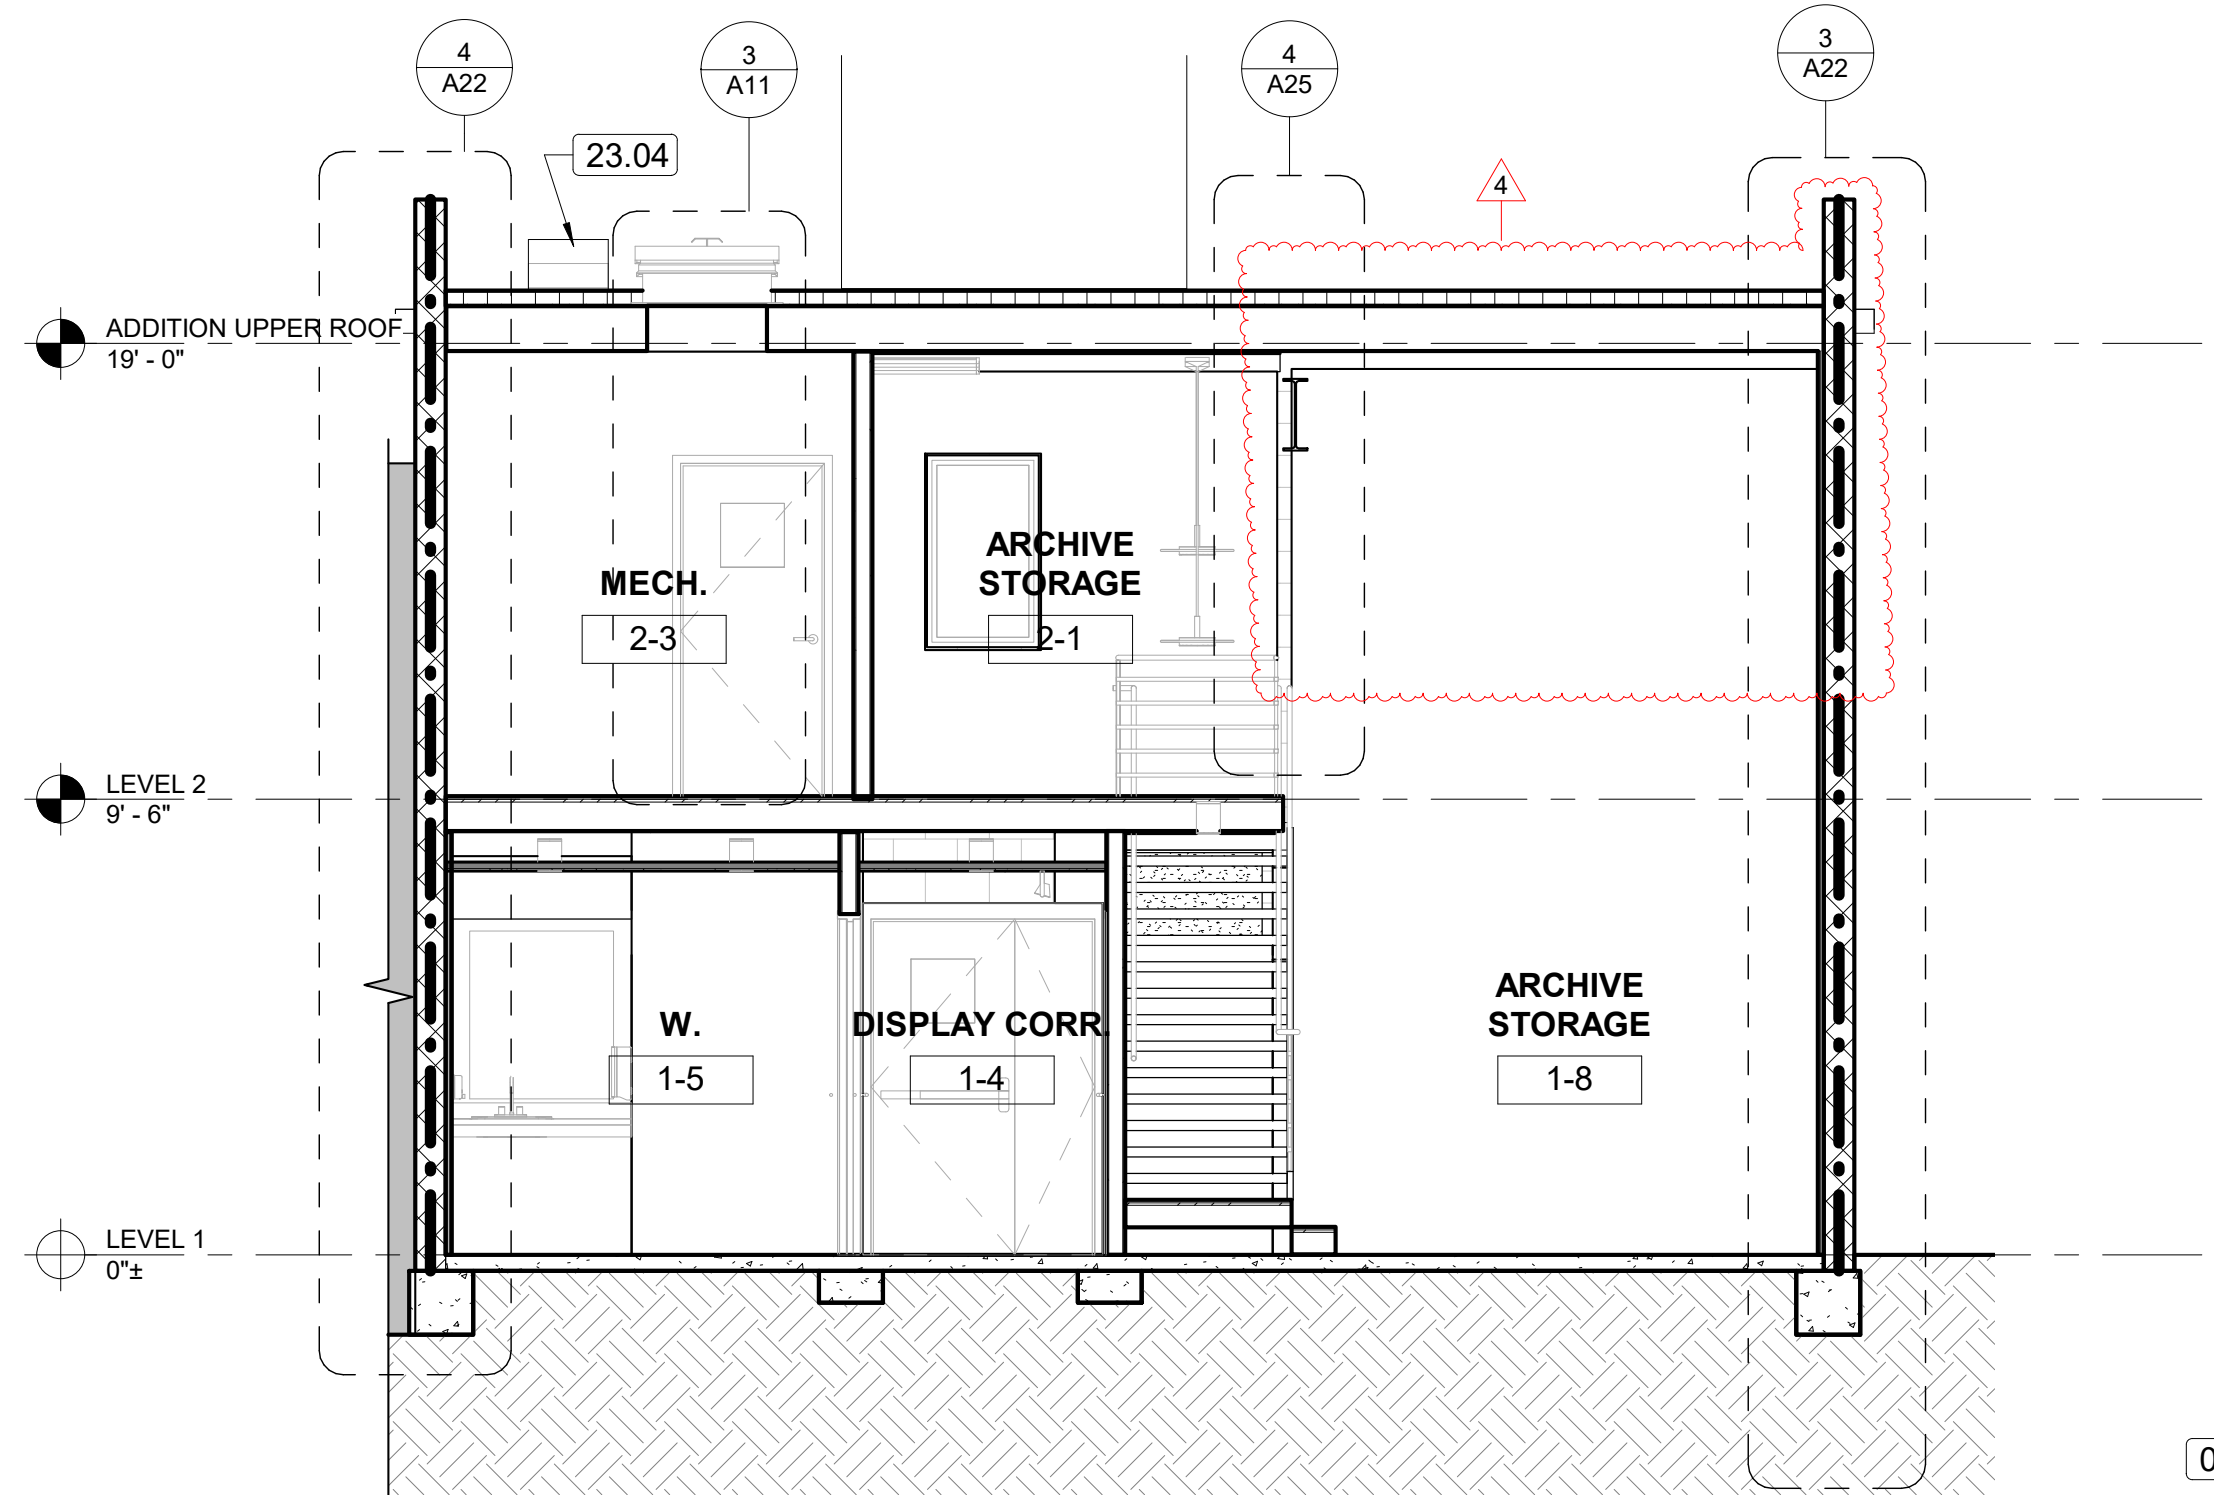 4
A22
3
A11
4
A25
3
A22
23.04
4
ADDITION UPPER ROOF
19' - 0"
ARCHIVE
STORAGE
2-1
MECH.
2-3
LEVEL 2
9' - 6"
W.
1-5
DISPLAY CORR.
1-4
ARCHIVE
STORAGE
1-8
LEVEL 1
0"±
0